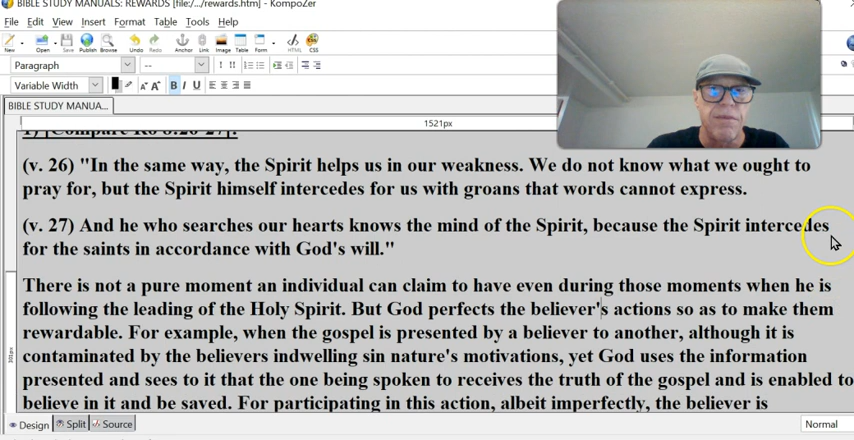 BIBLE STUDY MANUALS: REWARDS [file:/.../rewards.htm] - KompoZer
File Edit View Insert Format Table Tools Help
New Open Save Publish Browse Undo Redo Anchor Link Image Table Form HTML CSS
Paragraph --
Variable Width A A B I U
BIBLE STUDY MANUA...
1521px
1) [Compare Ro 8:26-27]:
(v. 26) "In the same way, the Spirit helps us in our weakness. We do not know what we ought to
pray for, but the Spirit himself intercedes for us with groans that words cannot express.
(v. 27) And he who searches our hearts knows the mind of the Spirit, because the Spirit intercedes
for the saints in accordance with God's will."
There is not a pure moment an individual can claim to have even during those moments when he is
following the leading of the Holy Spirit. But God perfects the believer's actions so as to make them
rewardable. For example, when the gospel is presented by a believer to another, although it is
contaminated by the believers indwelling sin nature's motivations, yet God uses the information
presented and sees to it that the one being spoken to receives the truth of the gospel and is enabled to
believe in it and be saved. For participating in this action, albeit imperfectly, the believer is
Design Split Source Normal